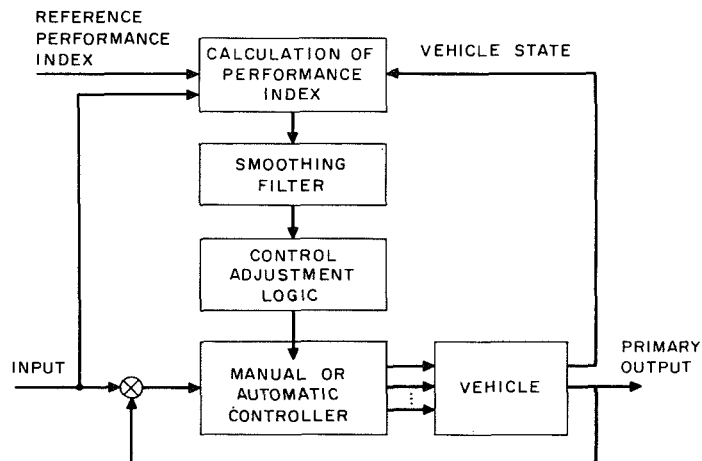 REFERENCE
PERFORMANCE
INDEX
CALCULATION OF
PERFORMANCE
INDEX
VEHICLE STATE
SMOOTHING
FILTER
CONTROL
ADJUSTMENT
LOGIC
INPUT
MANUAL OR
AUTOMATIC
CONTROLLER
VEHICLE
PRIMARY
OUTPUT